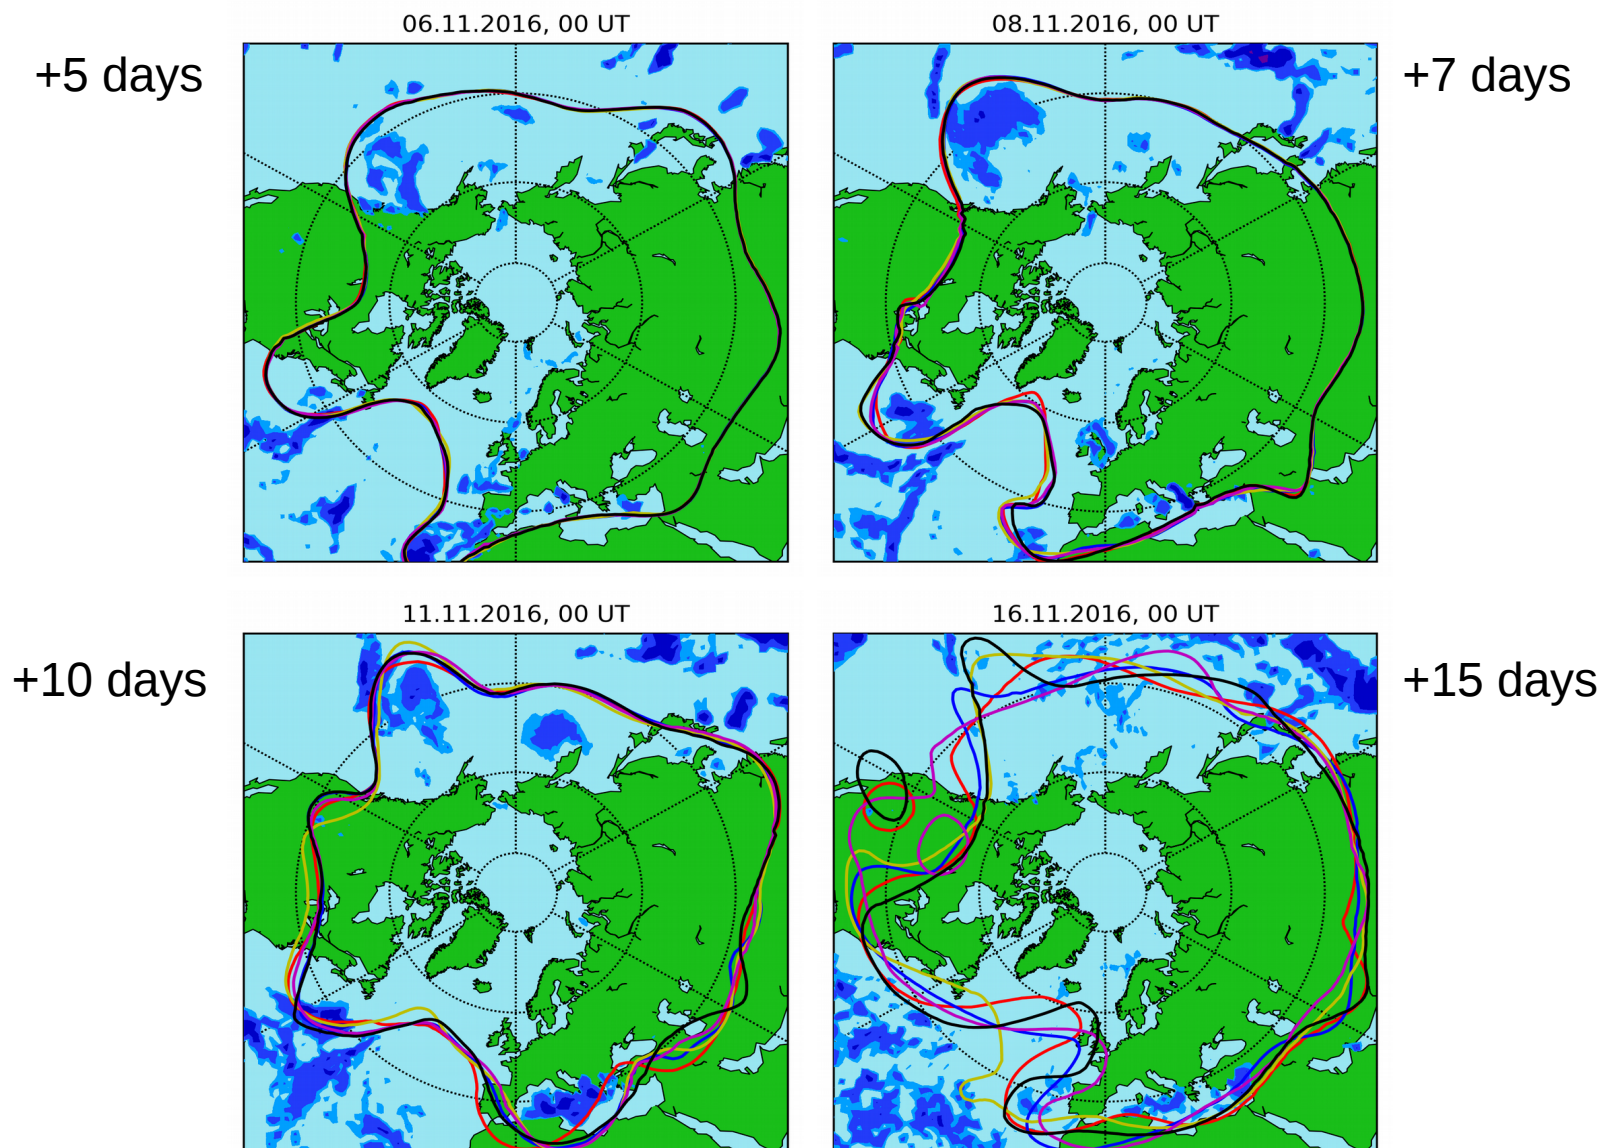 06.11.2016, 00 UT
08.11.2016, 00 UT
+5 days
+7 days
11.11.2016, 00 UT
16.11.2016, 00 UT
+10 days
+15 days